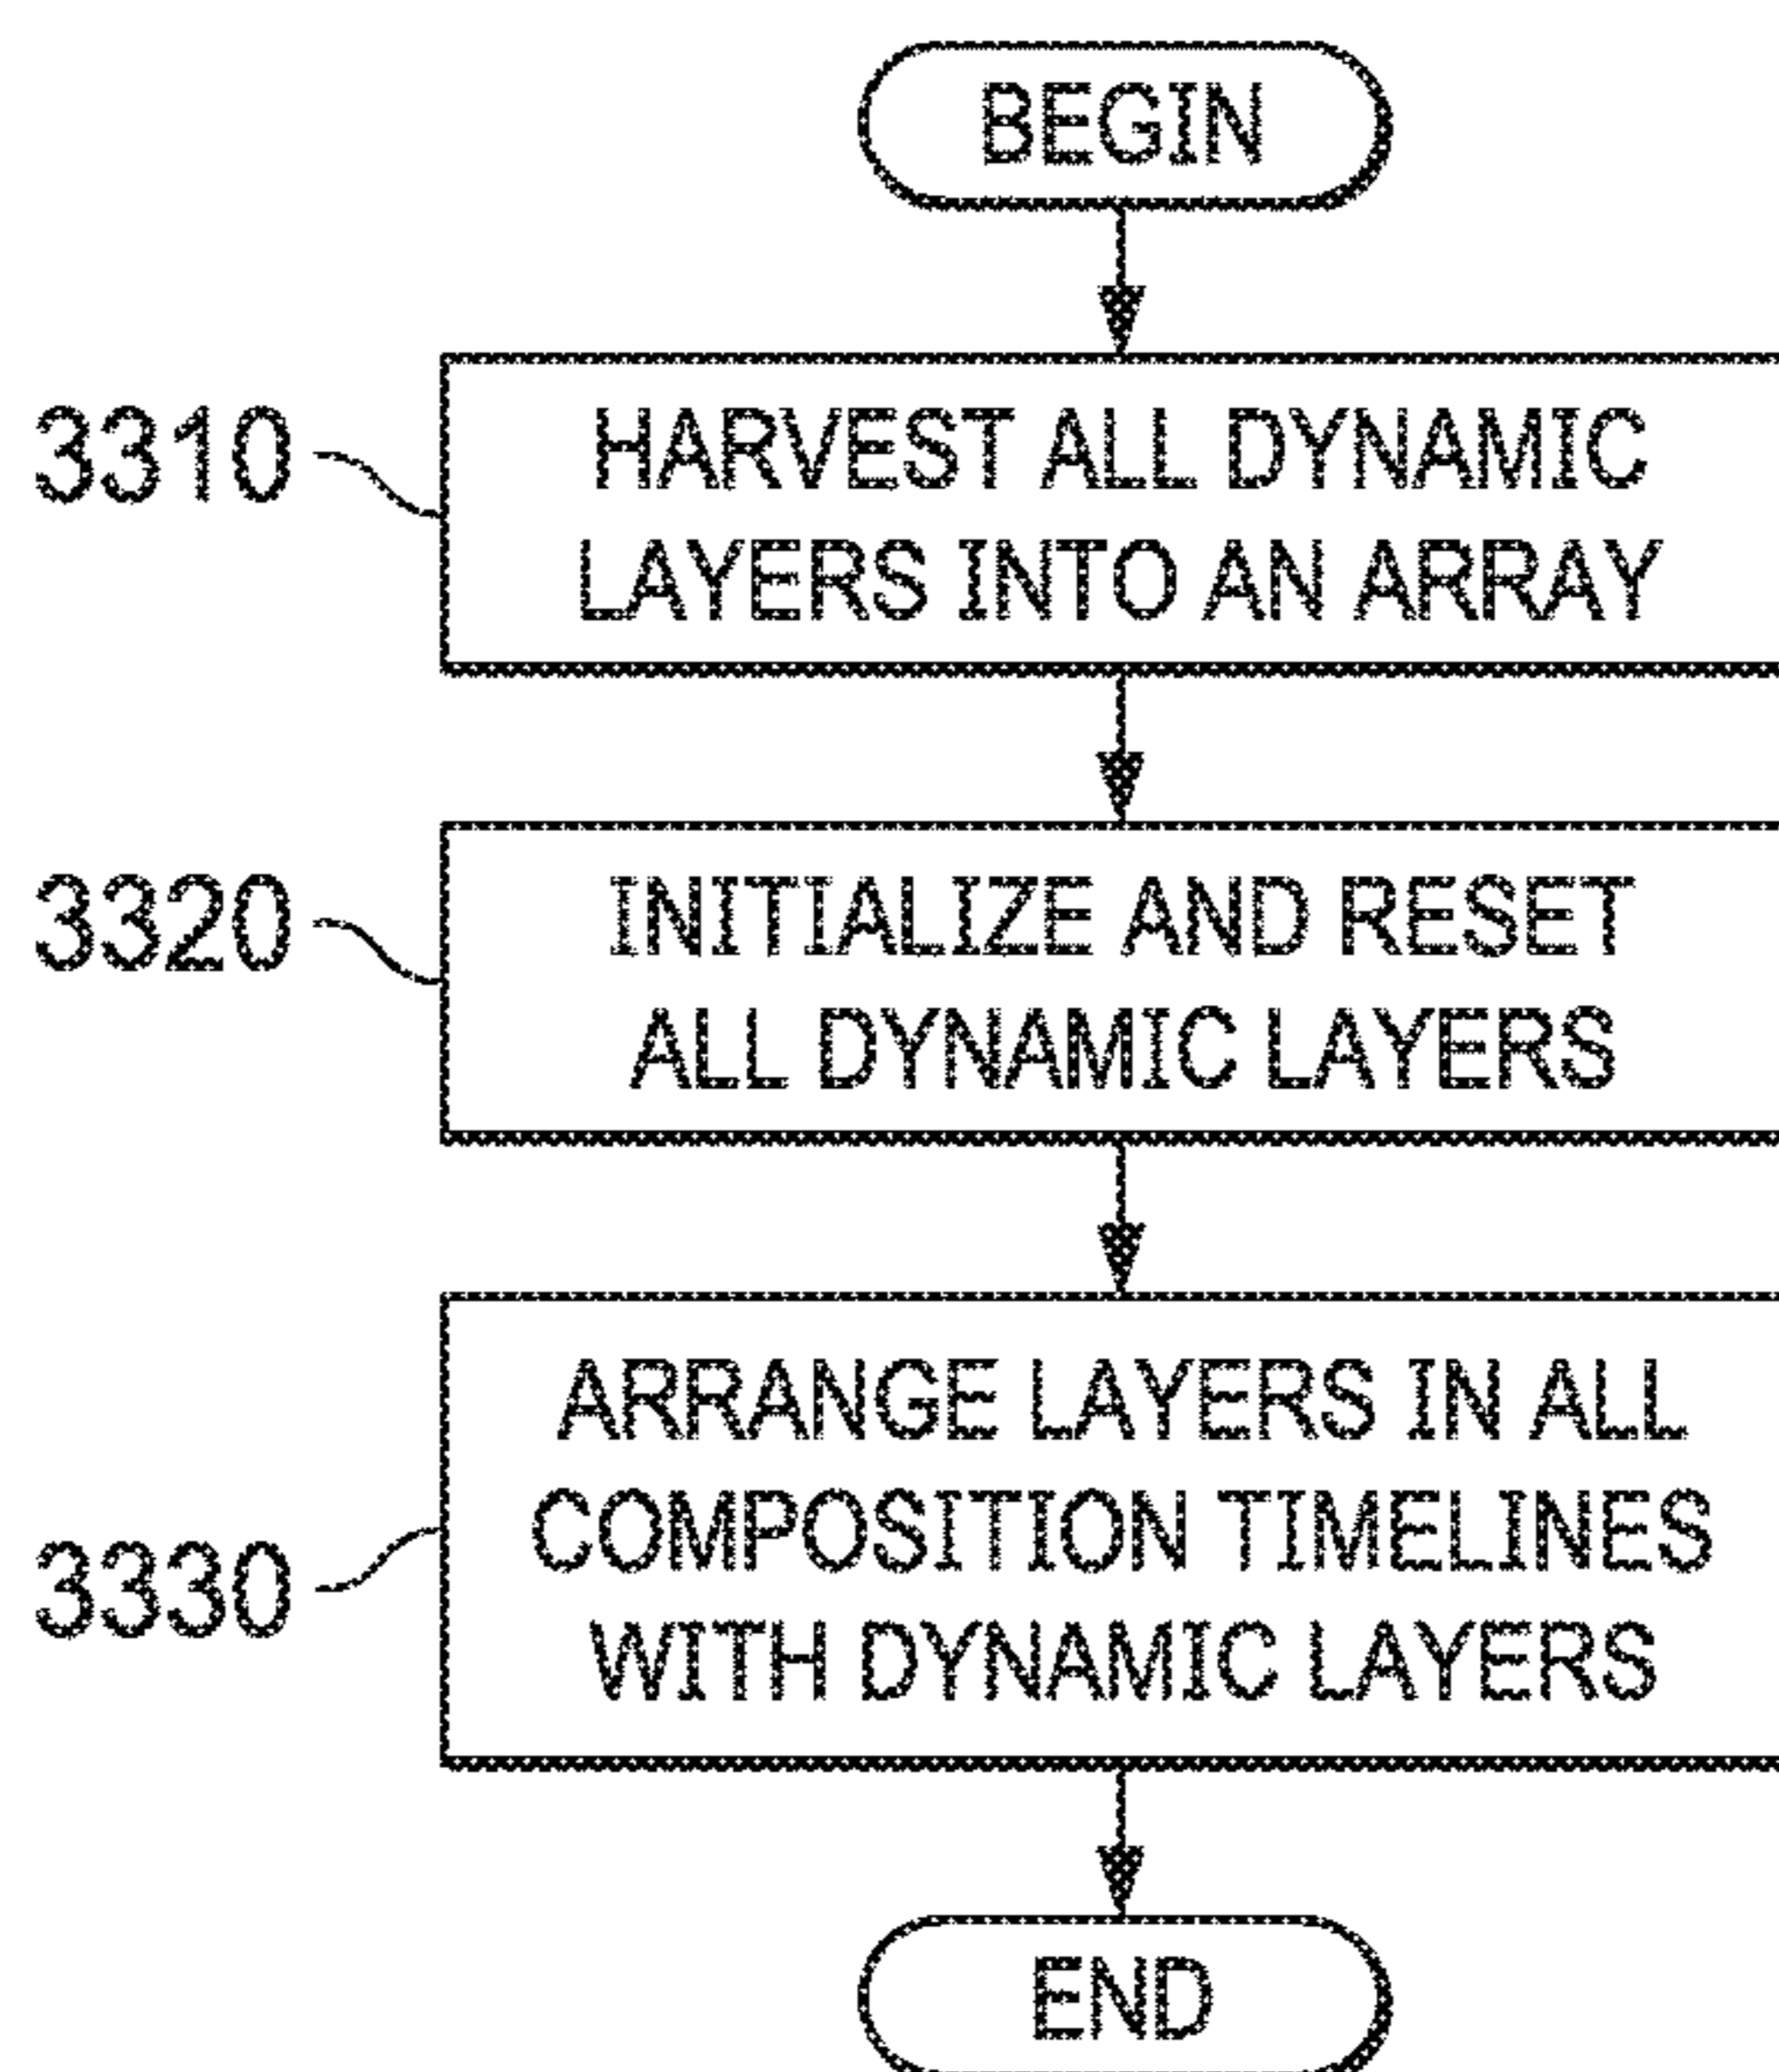 BEGIN
3310
HARVEST ALL DYNAMIC
LAYERS INTO AN ARRAY
3320
INITIALIZE AND RESET
ALL DYNAMIC LAYERS
3330
ARRANGE LAYERS IN ALL
COMPOSITION TIMELINES
WITH DYNAMIC LAYERS
END